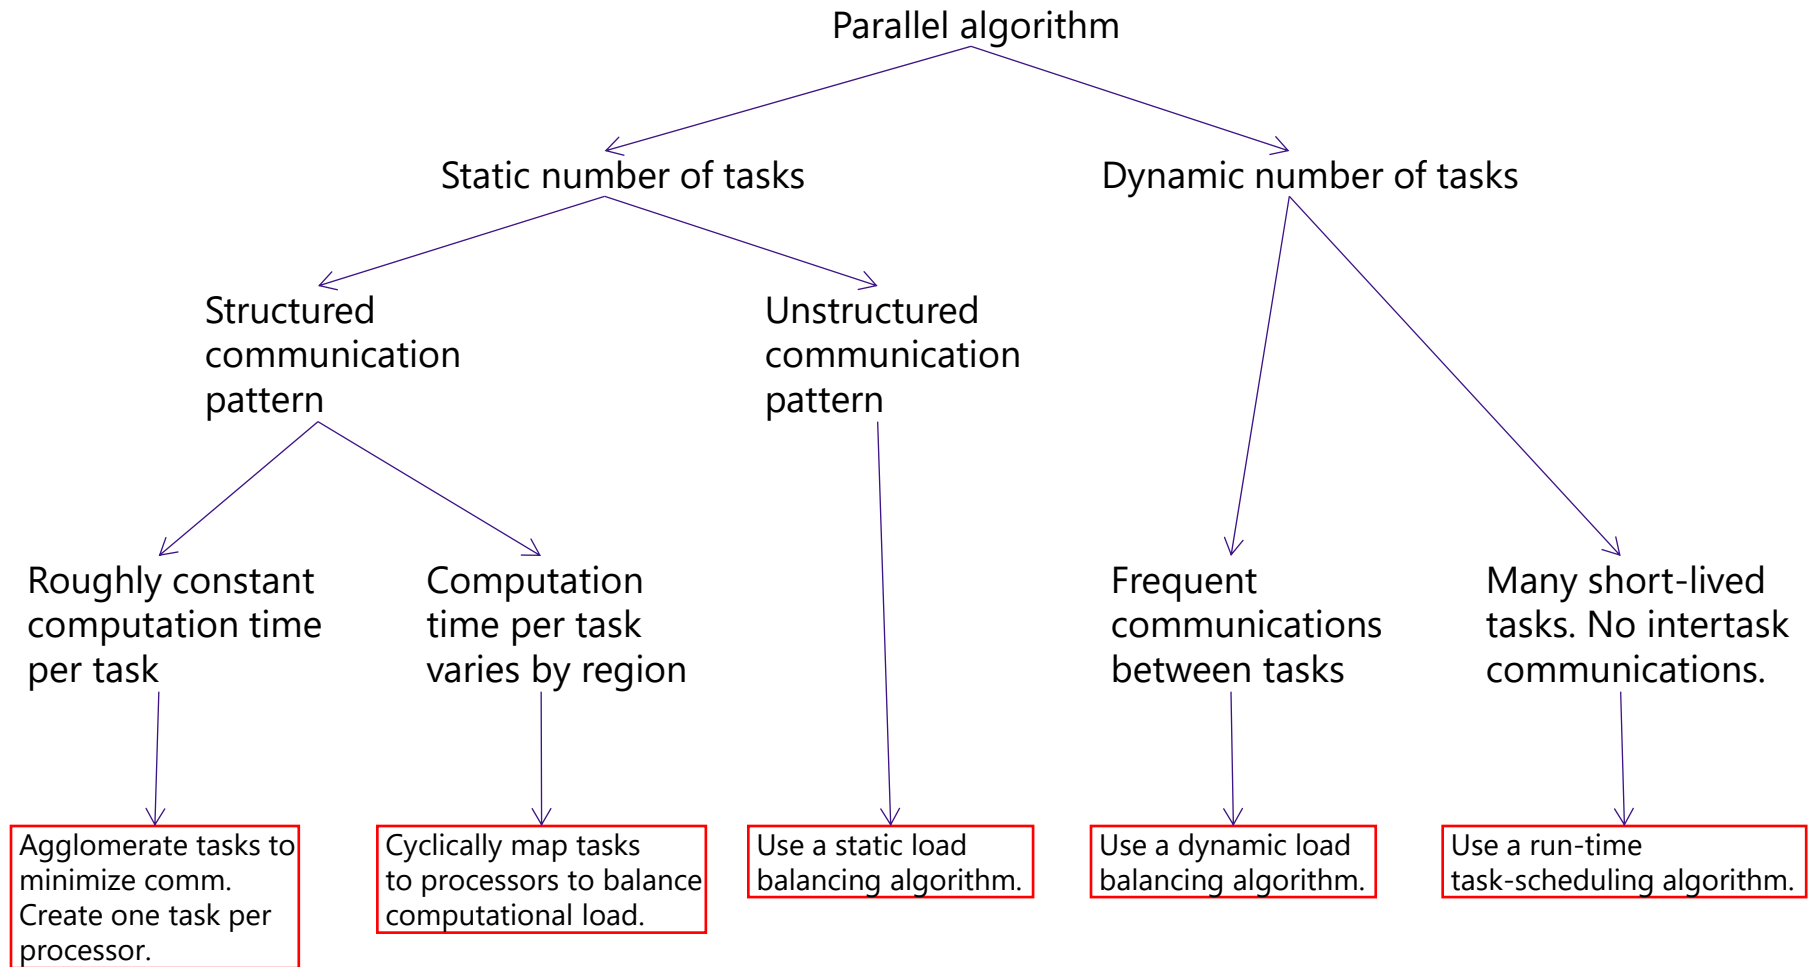 Parallel algorithm
Static number of tasks
Dynamic number of tasks
Structured
communication
pattern
Unstructured
communication
pattern
Roughly constant
computation time
per task
Computation
time per task
varies by region
Frequent
communications
between tasks
Many short-lived
tasks. No intertask
communications.
Agglomerate tasks to
minimize comm.
Create one task per
processor.
Cyclically map tasks
to processors to balance
computational load.
Use a static load
balancing algorithm.
Use a dynamic load
balancing algorithm.
Use a run-time
task-scheduling algorithm.